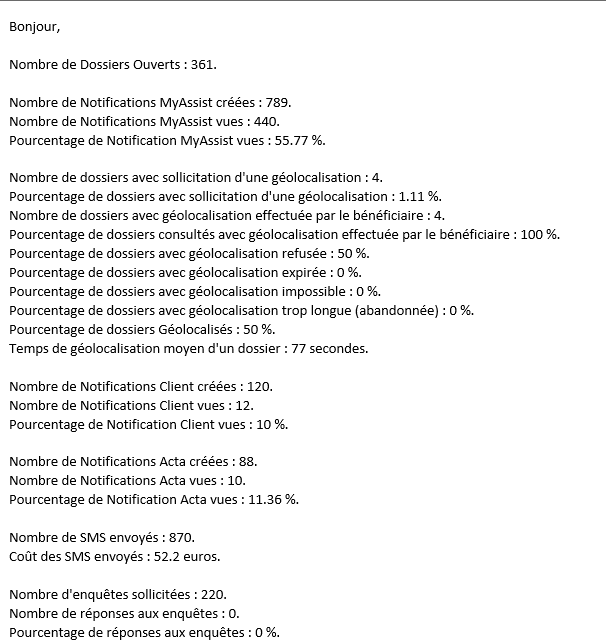 Bonjour,
Nombre de Dossiers Ouverts : 361.
Nombre de Notifications MyAssist créées : 789.
Nombre de Notifications MyAssist vues : 440.
Pourcentage de Notification MyAssist vues : 55.77 %.
Nombre de dossiers avec sollicitation d'une géolocalisation : 4.
Pourcentage de dossiers avec sollicitation d'une géolocalisation : 1.11 %.
Nombre de dossiers avec géolocalisation effectuée par le bénéficiaire : 4.
Pourcentage de dossiers consultés avec géolocalisation effectuée par le bénéficiaire : 100 %.
Pourcentage de dossiers avec géolocalisation refusée : 50 %.
Pourcentage de dossiers avec géolocalisation expirée : 0 %.
Pourcentage de dossiers avec géolocalisation impossible : 0 %.
Pourcentage de dossiers avec géolocalisation trop longue (abandonnée) : 0 %.
Pourcentage de dossiers Géolocalisés : 50 %.
Temps de géolocalisation moyen d'un dossier : 77 secondes.
Nombre de Notifications Client créées : 120.
Nombre de Notifications Client vues : 12.
Pourcentage de Notification Client vues : 10 %.
Nombre de Notifications Acta créées : 88.
Nombre de Notifications Acta vues : 10.
Pourcentage de Notification Acta vues : 11.36 %.
Nombre de SMS envoyés : 870.
Coût des SMS envoyés : 52.2 euros.
Nombre d'enquêtes sollicitées : 220.
Nombre de réponses aux enquêtes : 0.
Pourcentage de réponses aux enquêtes : 0 %.